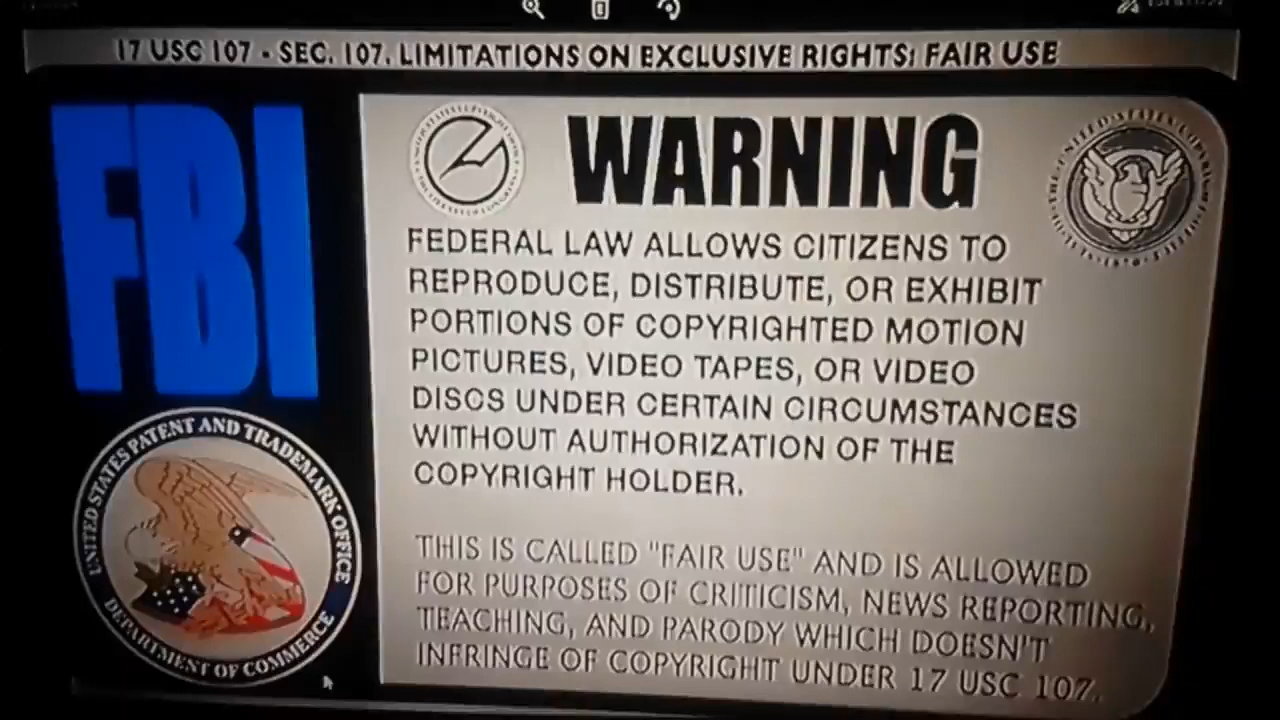 17 USC 107 - SEC. 107. LIMITATIONS ON EXCLUSIVE RIGHTS: FAIR USE
FBI
WARNING
FEDERAL LAW ALLOWS CITIZENS TO
REPRODUCE, DISTRIBUTE, OR EXHIBIT
PORTIONS OF COPYRIGHTED MOTION
PICTURES, VIDEO TAPES, OR VIDEO
DISCS UNDER CERTAIN CIRCUMSTANCES
WITHOUT AUTHORIZATION OF THE
COPYRIGHT HOLDER.
THIS IS CALLED "FAIR USE" AND IS ALLOWED
FOR PURPOSES OF CRITICISM, NEWS REPORTING,
TEACHING, AND PARODY WHICH DOESN'T
INFRINGE OF COPYRIGHT UNDER 17 USC 107.
UNITED STATES PATENT AND TRADEMARK OFFICE
DEPARTMENT OF COMMERCE